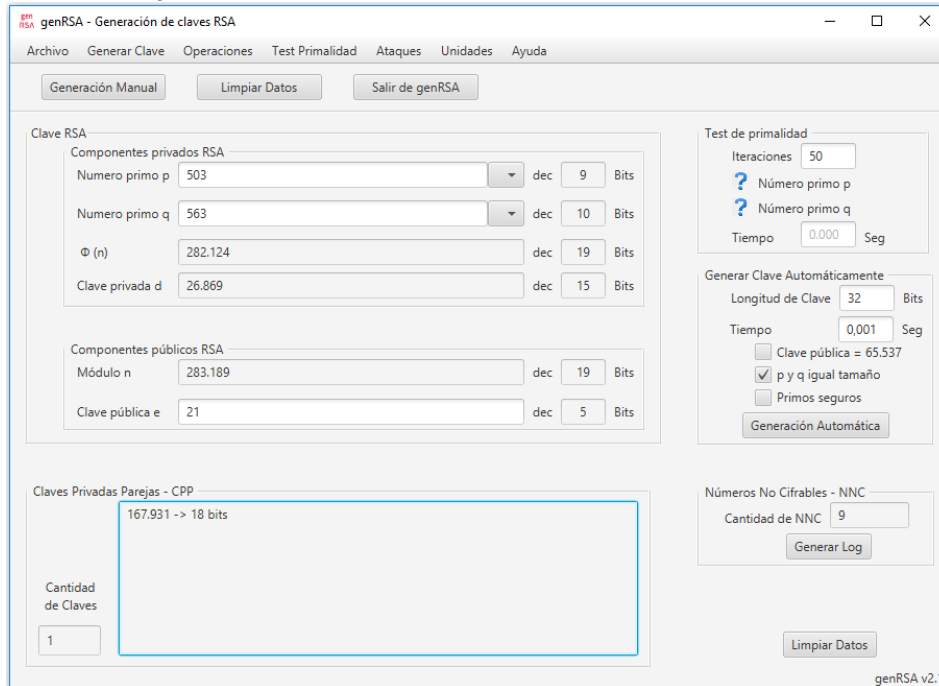 gen RSA genRSA - Generación de claves RSA
Archivo Generar Clave Operaciones Test Primalidad Ataques Unidades Ayuda
Generación Manual Limpiar Datos Salir de genRSA
Clave RSA
Componentes privados RSA
Numero primo p 503 dec 9 Bits
Numero primo q 563 dec 10 Bits
Φ (n) 282.124 dec 19 Bits
Clave privada d 26.869 dec 15 Bits
Componentes públicos RSA
Módulo n 283.189 dec 19 Bits
Clave pública e 21 dec 5 Bits
Test de primalidad
Iteraciones 50
? Número primo p
? Número primo q
Tiempo 0.000 Seg
Generar Clave Automáticamente
Longitud de Clave 32 Bits
Tiempo 0,001 Seg
Clave pública = 65.537
p y q igual tamaño
Primos seguros
Generación Automática
Claves Privadas Parejas - CPP
167.931 -> 18 bits
Cantidad
de Claves
1
Números No Cifrables - NNC
Cantidad de NNC 9
Generar Log
Limpiar Datos
genRSA v2.